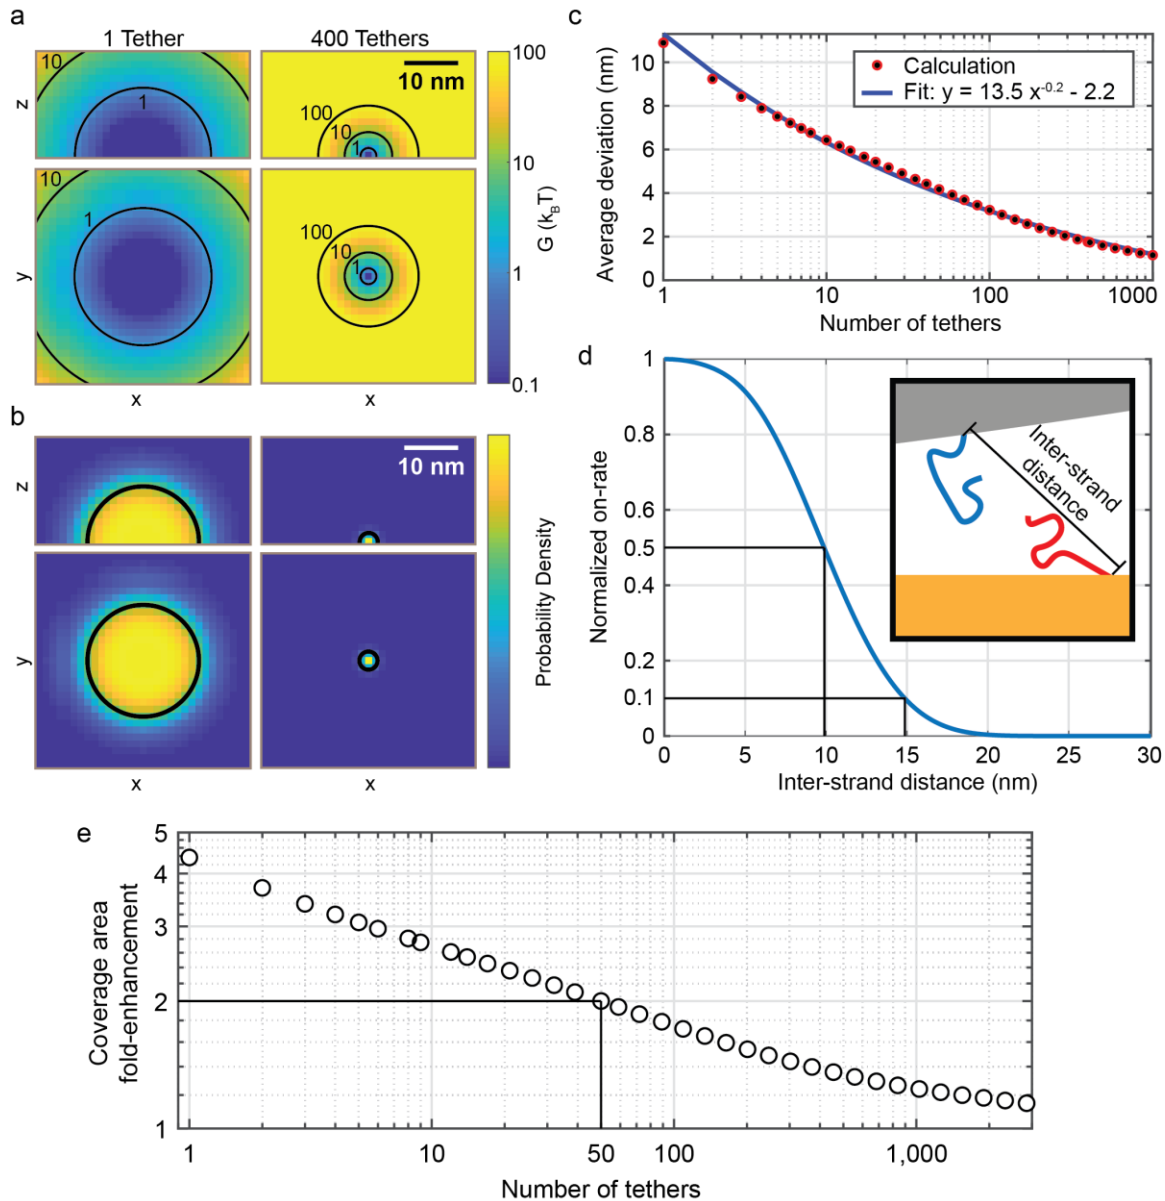 a
1 Tether
400 Tethers
z
10
1
10 nm
100
10
1
y
10
1
100
10
1
x
x
100
10
1
0.1
G (kBT)
b
z
10 nm
y
x
x
Probability Density
c
Average deviation (nm)
10
8
6
4
2
0
Calculation
Fit: y = 13.5 x^-0.2 - 2.2
1
10
100
1000
Number of tethers
d
Normalized on-rate
1
0.8
0.6
0.5
0.4
0.2
0.1
0
Inter-strand
distance
0
5
10
15
20
25
30
Inter-strand distance (nm)
e
Coverage area
fold-enhancement
5
4
3
2
1
1
10
50
100
1,000
Number of tethers